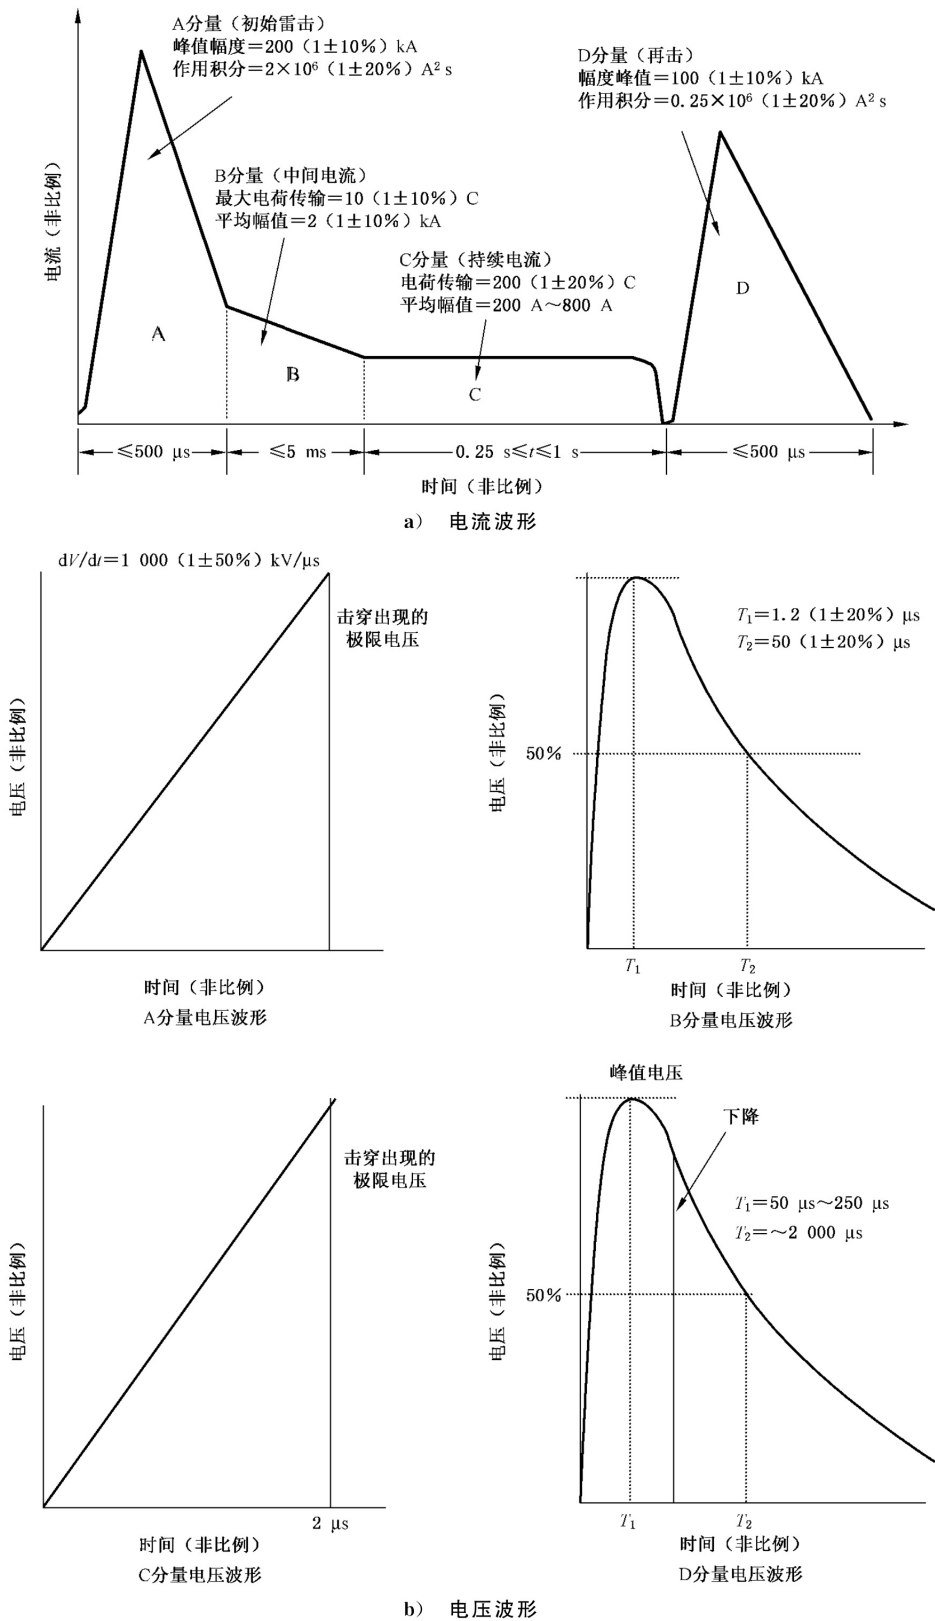 A分量（初始雷击）
峰值幅度＝200（1±10%）kA
作用积分＝2×10⁶（1±20%）A² s
D分量（再击）
幅度峰值＝100（1±10%）kA
作用积分＝0.25×10⁶（1±20%）A² s
B分量（中间电流）
最大电荷传输＝10（1±10%）C
平均幅值＝2（1±10%）kA
C分量（持续电流）
电荷传输＝200（1±20%）C
平均幅值＝200 A～800 A
电流（非比例）
A
B
C
D
≤500 μs
≤5 ms
0.25 s≤t≤1 s
≤500 μs
时间（非比例）
a） 电流波形
dV/dt＝1 000（1±50%）kV/μs
击穿出现的
极限电压
电压（非比例）
时间（非比例）
A分量电压波形
T₁＝1.2（1±20%）μs
T₂＝50（1±20%）μs
50%
电压（非比例）
T₁
T₂
时间（非比例）
B分量电压波形
击穿出现的
极限电压
电压（非比例）
2 μs
时间（非比例）
C分量电压波形
峰值电压
下降
T₁＝50 μs～250 μs
T₂＝～2 000 μs
50%
电压（非比例）
T₁
T₂
时间（非比例）
D分量电压波形
b） 电压波形